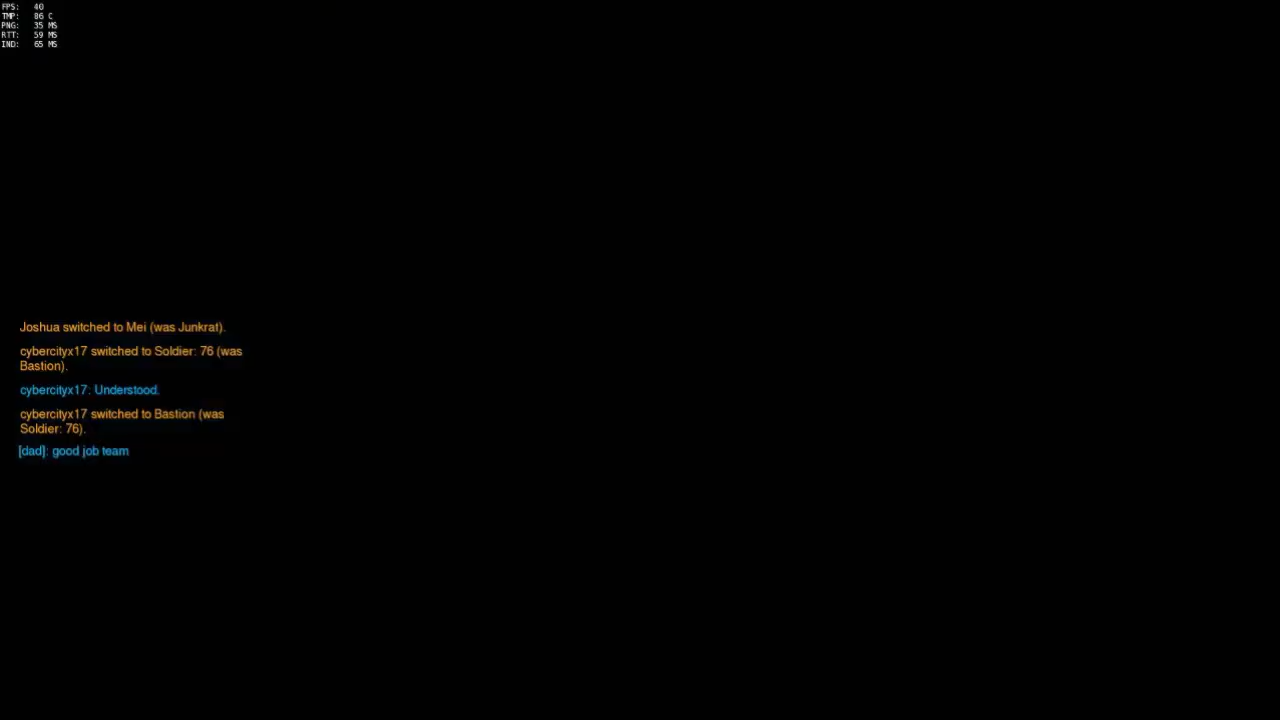 FPS: 40
TMP: 86 C
PNG: 35 MS
RTT: 59 MS
IND: 65 MS
Joshua switched to Mei (was Junkrat).
cybercityx17 switched to Soldier: 76 (was
Bastion).
cybercityx17: Understood.
cybercityx17 switched to Bastion (was
Soldier: 76).
[dad]: good job team